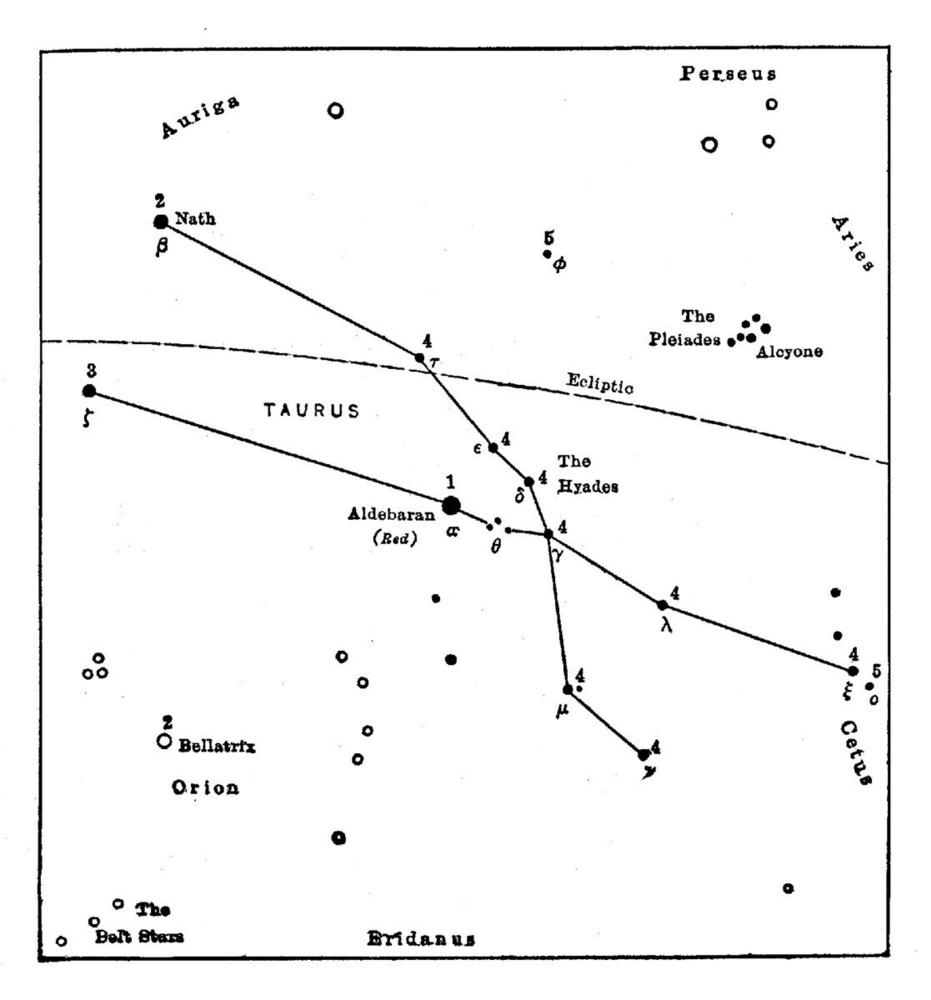 Perseus
Auriga
2
Nath
β
5
φ
Aries
The
Pleiades
Alcyone
4
τ
Ecliptic
3
ζ
TAURUS
ε
4
The
Hyades
4
δ
1
Aldebaran
(Red)
α
θ
4
γ
4
λ
4
ξ
5
ο
4
μ
4
ν
Cetus
2
Bellatrix
Orion
The
Belt Stars
Eridanus